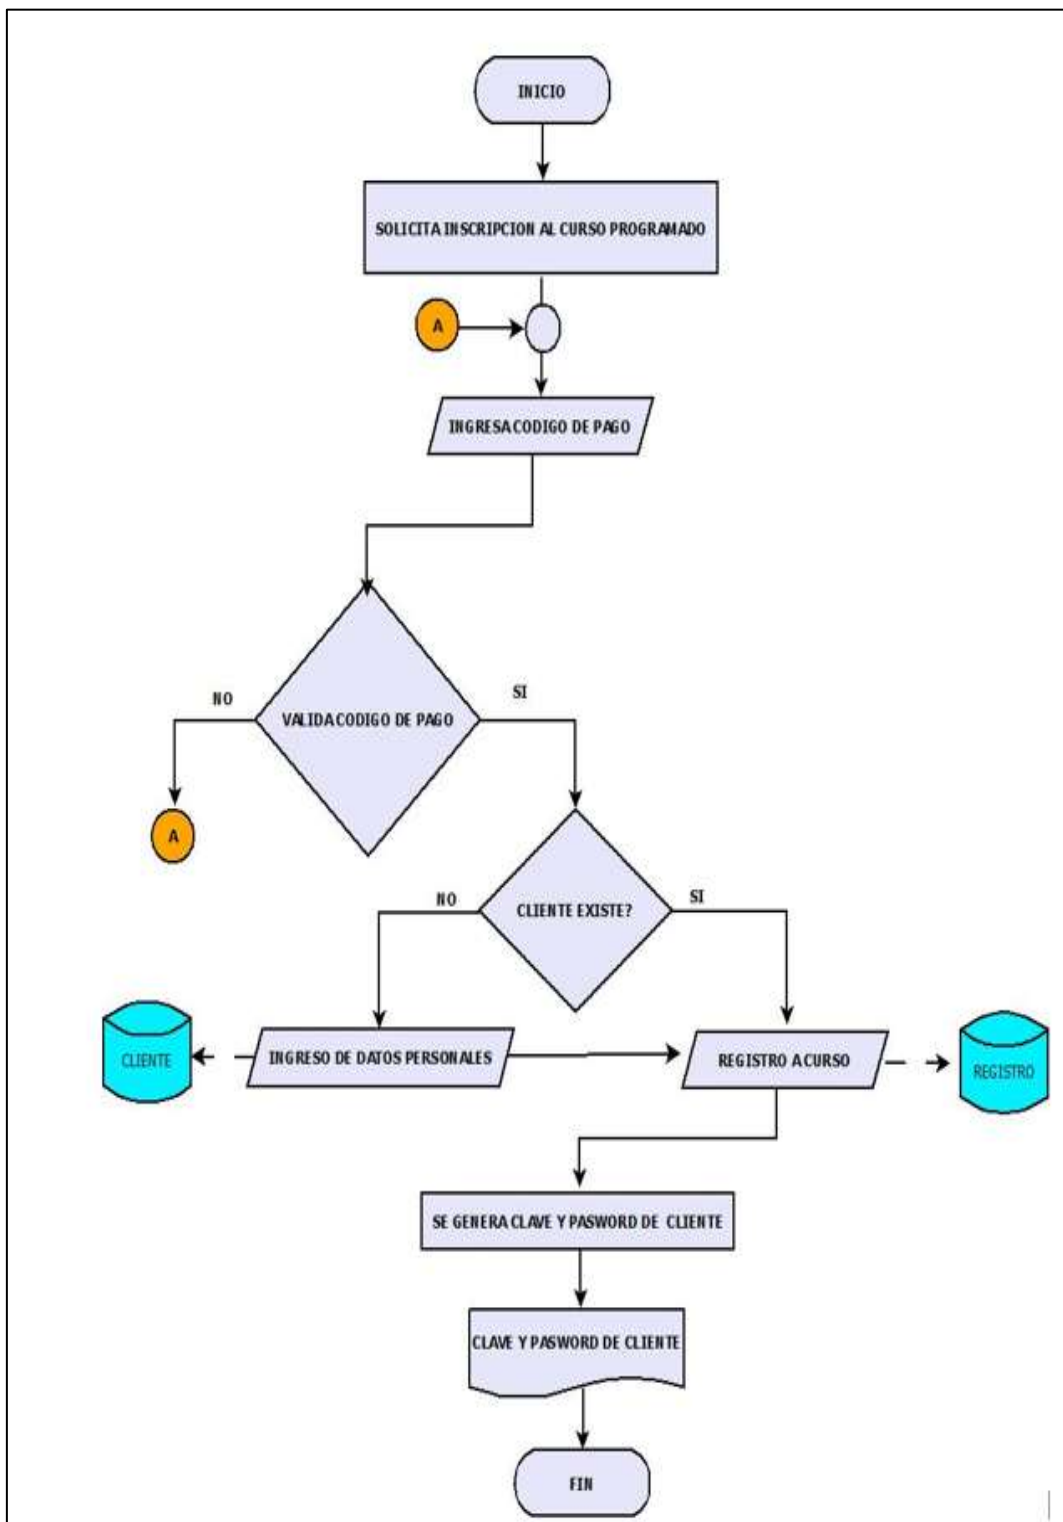 INICIO
SOLICITA INSCRIPCION AL CURSO PROGRAMADO
A
INGRESA CODIGO DE PAGO
NO
SI
VALIDA CODIGO DE PAGO
A
NO
SI
CLIENTE EXISTE?
CLIENTE
INGRESO DE DATOS PERSONALES
REGISTRO A CURSO
REGISTRO
SE GENERA CLAVE Y PASWORD DE CLIENTE
CLAVE Y PASWORD DE CLIENTE
FIN